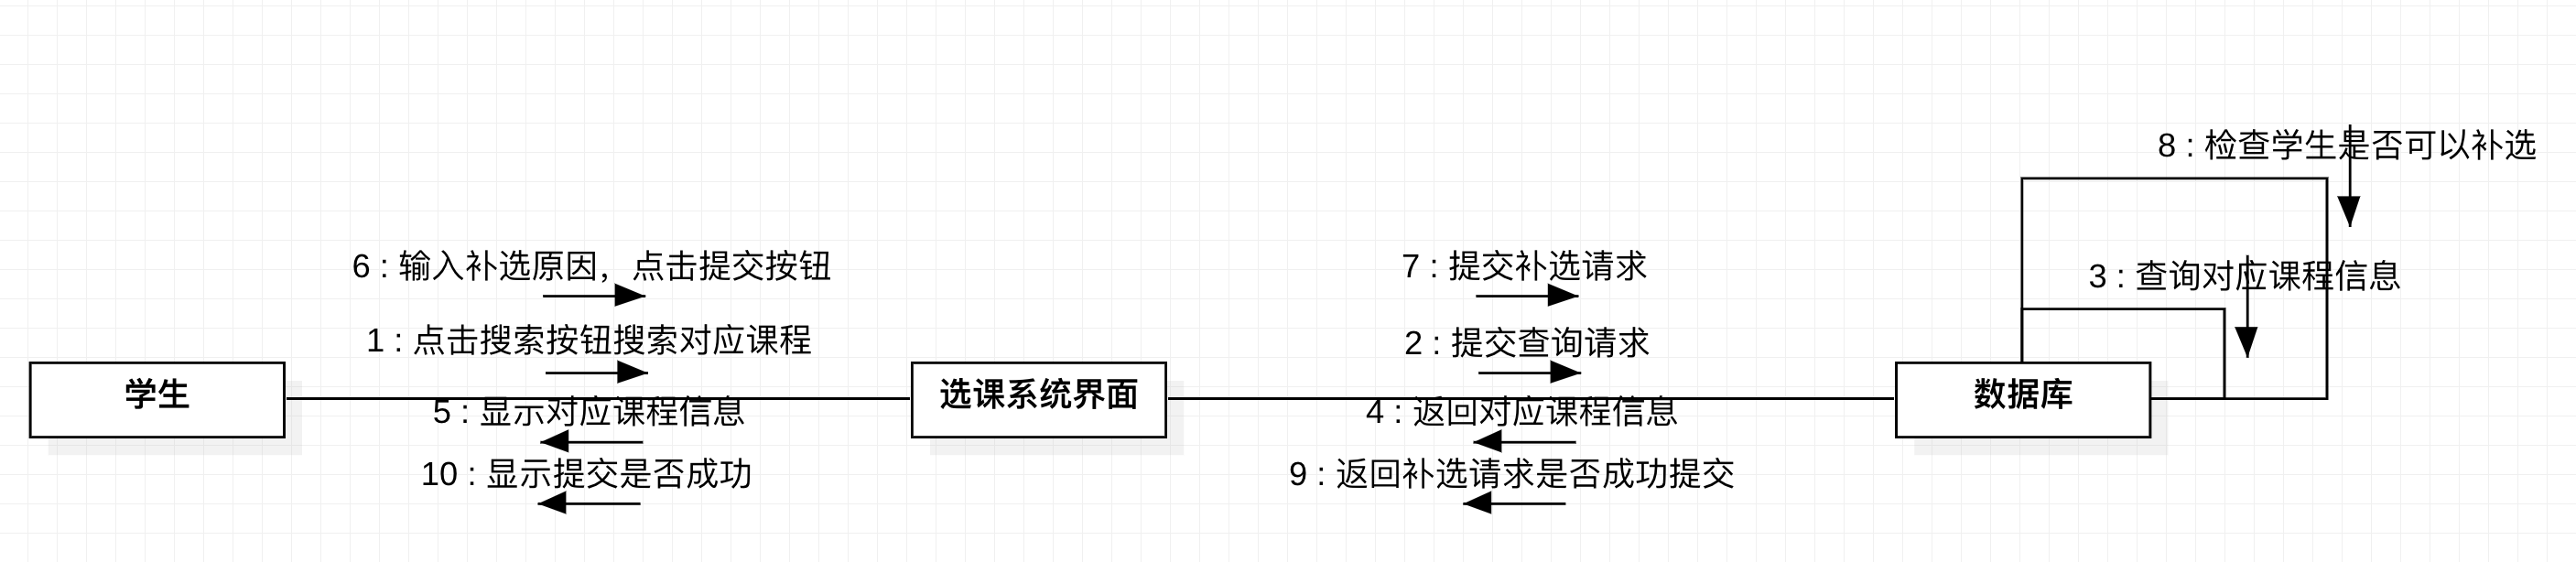 8 : 检查学生是否可以补选
6 : 输入补选原因，点击提交按钮
7 : 提交补选请求
3 : 查询对应课程信息
1 : 点击搜索按钮搜索对应课程
2 : 提交查询请求
学生
选课系统界面
数据库
5 : 显示对应课程信息
4 : 返回对应课程信息
10 : 显示提交是否成功
9 : 返回补选请求是否成功提交